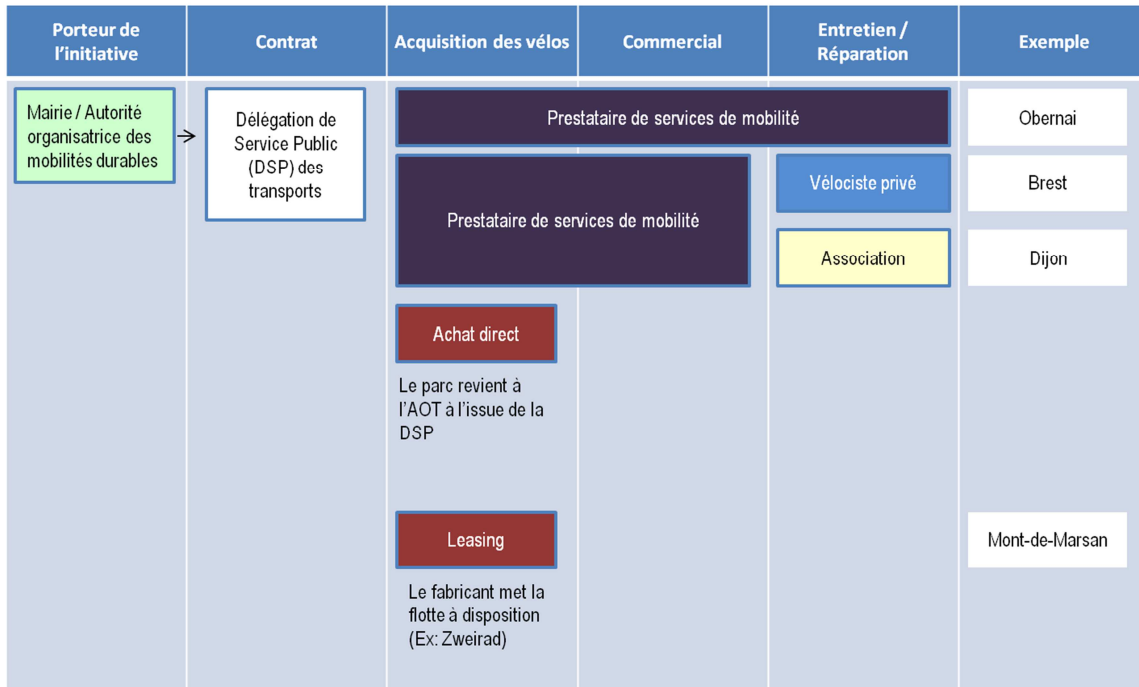 Porteur de
l'initiative
Contrat
Acquisition des vélos
Commercial
Entretien /
Réparation
Exemple
Mairie / Autorité
organisatrice des
mobilités durables
Délégation de
Service Public
(DSP) des
transports
Prestataire de services de mobilité
Obernai
Prestataire de services de mobilité
Vélociste privé
Brest
Association
Dijon
Achat direct
Le parc revient à
l'AOT à l'issue de la
DSP
Leasing
Mont-de-Marsan
Le fabricant met la
flotte à disposition
(Ex: Zweirad)